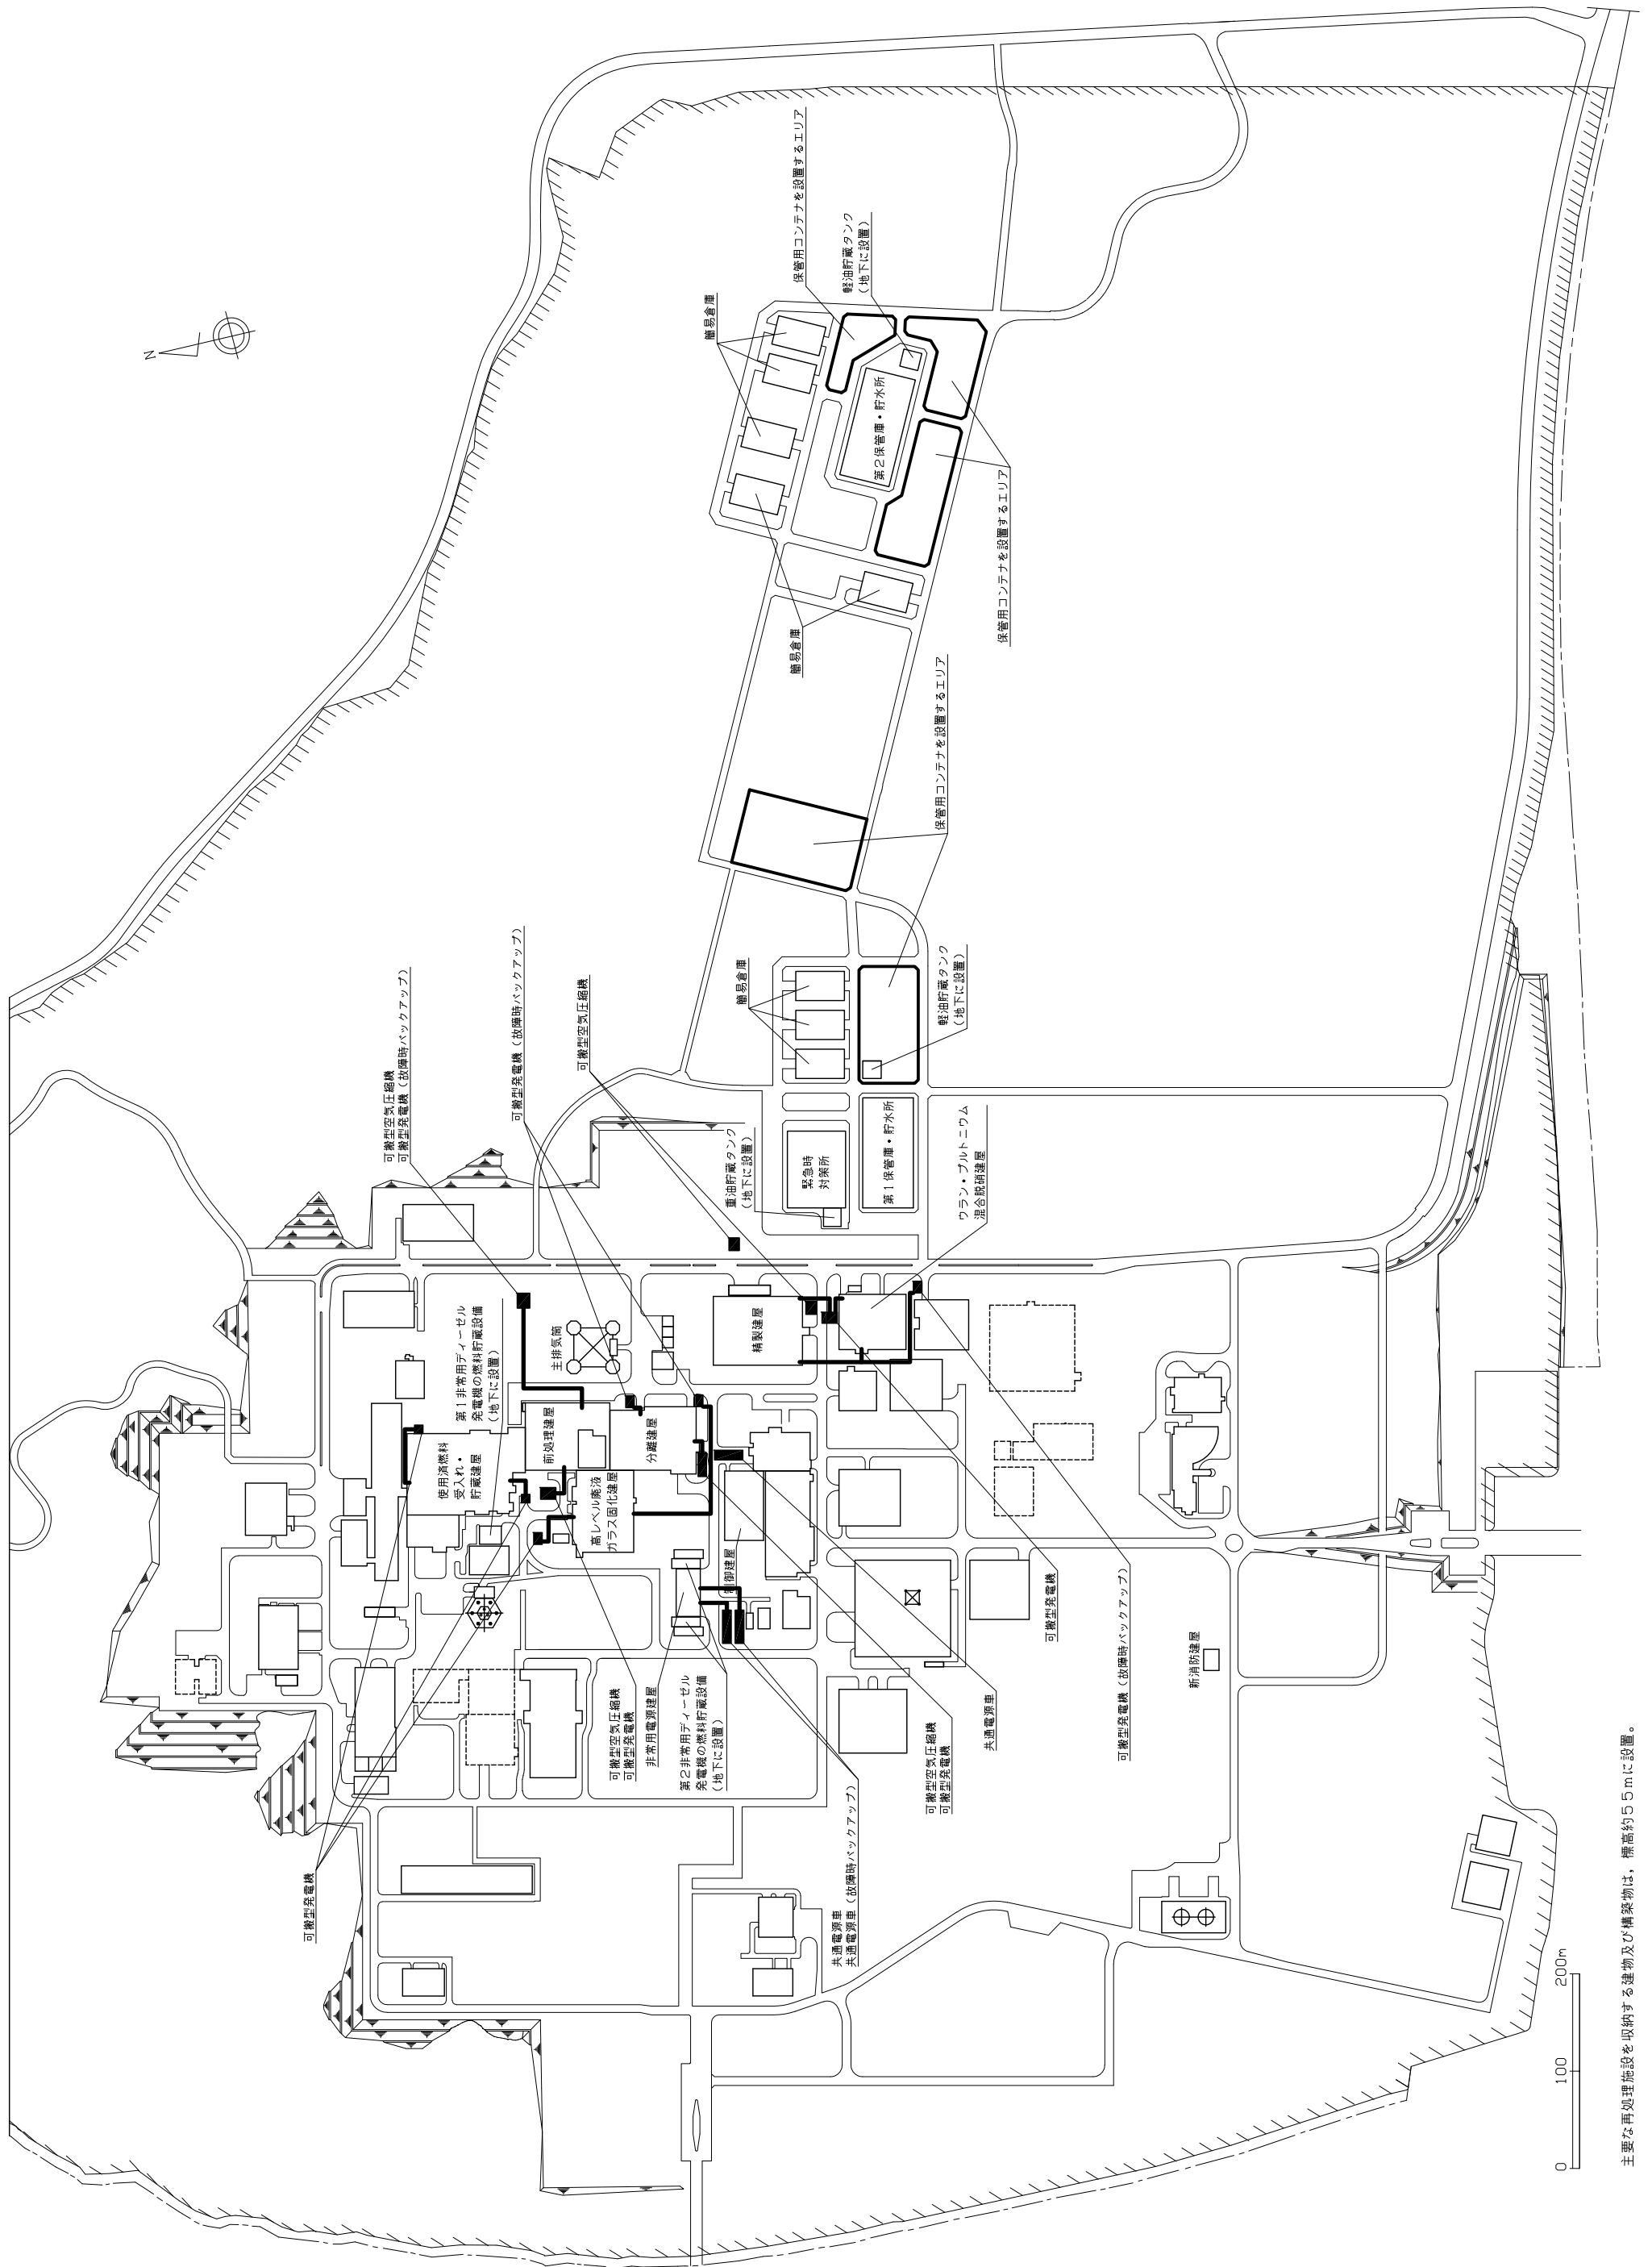 N
保管用コンテナを設置するエリア
軽油貯蔵タンク
（地下に設置）
簡易倉庫
第２保管庫・貯水所
保管用コンテナを設置するエリア
簡易倉庫
保管用コンテナを設置するエリア
可搬型空気圧縮機
可搬型発電機（故障時バックアップ）
可搬型発電機（故障時バックアップ）
可搬型空気圧縮機
簡易倉庫
軽油貯蔵タンク
（地下に設置）
重油貯蔵タンク
（地下に設置）
緊急時
対策所
第１保管庫・貯水所
ウラン・プルトニウム
混合脱硝建屋
第１非常用ディーゼル
発電機の燃料貯蔵設備
（地下に設置）
主排気筒
精製建屋
使用済燃料
受入れ・
貯蔵建屋
前処理建屋
分離建屋
高レベル廃液
ガラス固化建屋
制御建屋
可搬型発電機
可搬型空気圧縮機
可搬型発電機
非常用電源建屋
第２非常用ディーゼル
発電機の燃料貯蔵設備
（地下に設置）
共通電源車
共通電源車（故障時バックアップ）
可搬型空気圧縮機
可搬型発電機
共通電源車
可搬型発電機
可搬型発電機（故障時バックアップ）
新消防建屋
0
100
200m
主要な再処理施設を収納する建物及び構築物は，標高約５５ｍに設置。